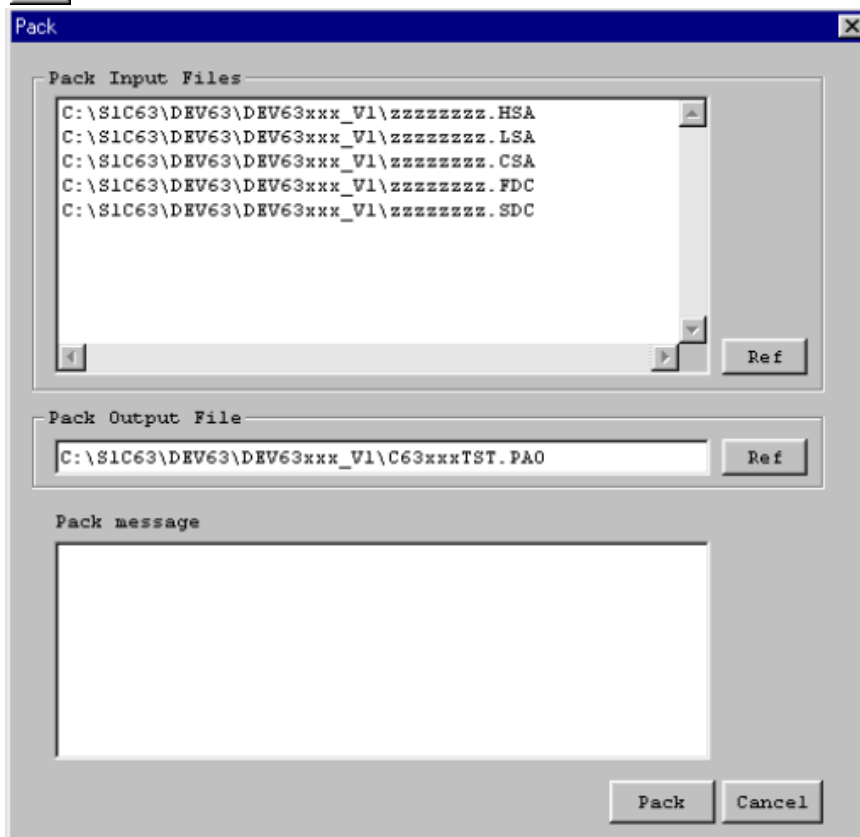 Pack
Pack Input Files
C:\S1C63\DEV63\DEV63xxx_V1\zzzzzzzz.HSA
C:\S1C63\DEV63\DEV63xxx_V1\zzzzzzzz.LSA
C:\S1C63\DEV63\DEV63xxx_V1\zzzzzzzz.CSA
C:\S1C63\DEV63\DEV63xxx_V1\zzzzzzzz.FDC
C:\S1C63\DEV63\DEV63xxx_V1\zzzzzzzz.SDC
Ref
Pack Output File
C:\S1C63\DEV63\DEV63xxx_V1\C63xxxTST.PA0
Ref
Pack message
Pack
Cancel